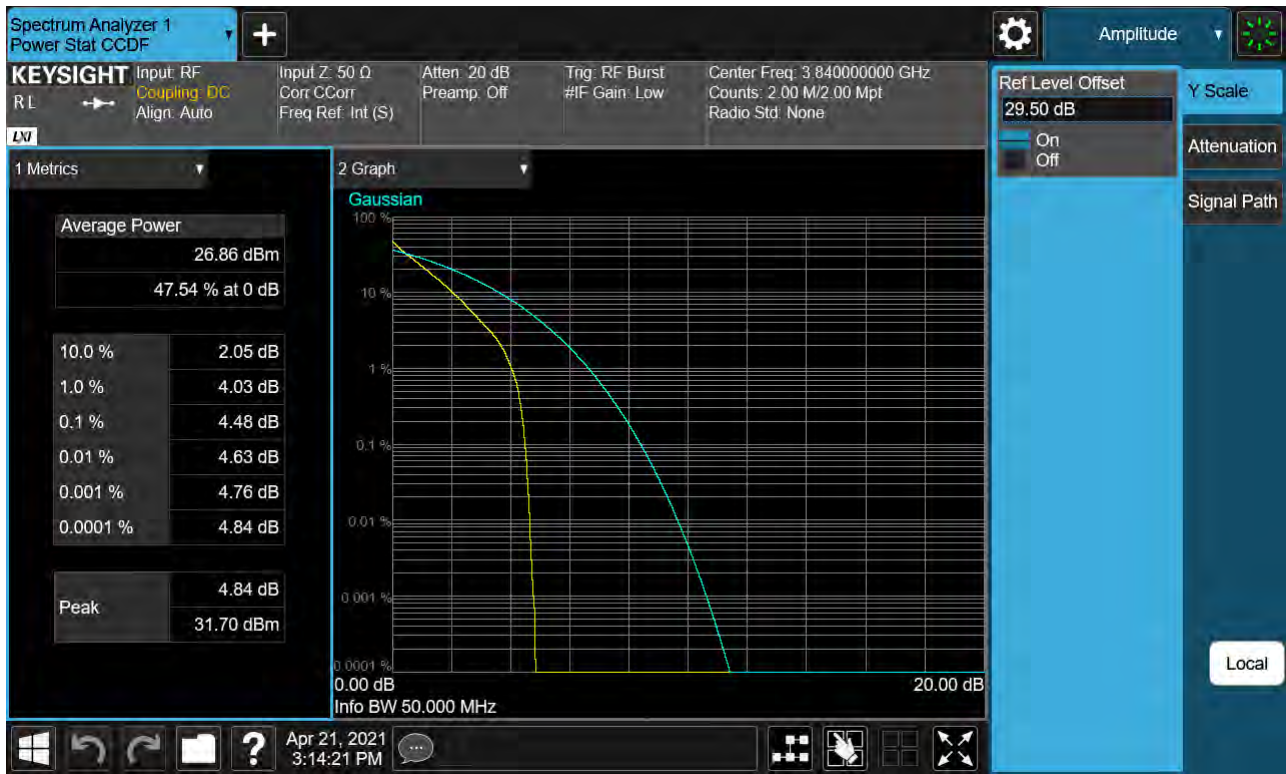 Spectrum Analyzer 1
Power Stat CCDF
+
Amplitude
KEYSIGHT
RL
LXI
Input: RF
Coupling: DC
Align: Auto
Input Z: 50 Ω
Corr CCorr
Freq Ref: Int (S)
Atten: 20 dB
Preamp: Off
Trig: RF Burst
#IF Gain: Low
Center Freq: 3.840000000 GHz
Counts: 2.00 M/2.00 Mpt
Radio Std: None
Ref Level Offset
29.50 dB
On
Off
Y Scale
Attenuation
Signal Path
Local
1 Metrics
Average Power
26.86 dBm
47.54 % at 0 dB
10.0 % 2.05 dB
1.0 % 4.03 dB
0.1 % 4.48 dB
0.01 % 4.63 dB
0.001 % 4.76 dB
0.0001 % 4.84 dB
Peak
4.84 dB
31.70 dBm
2 Graph
Gaussian
100 %
10 %
1 %
0.1 %
0.01 %
0.001 %
0.0001 %
0.00 dB 20.00 dB
Info BW 50.000 MHz
?
Apr 21, 2021
3:14:21 PM